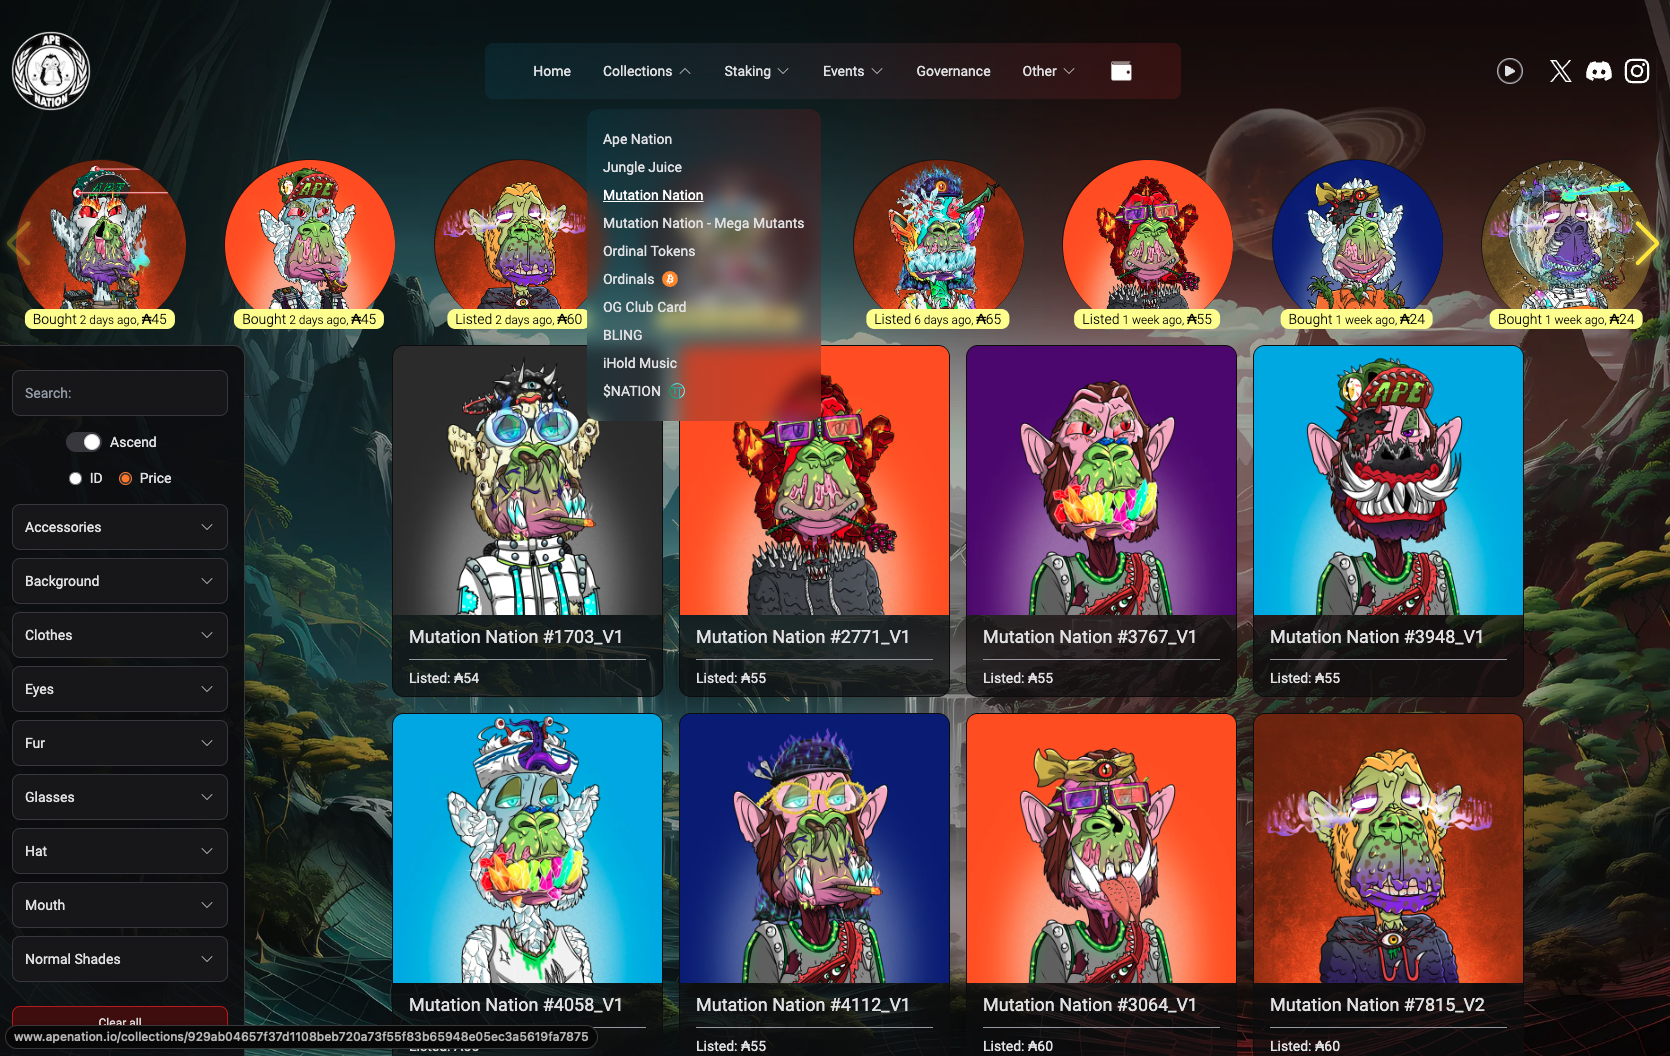 APE
NATION
Home
Collections
Staking
Events
Governance
Other
Ape Nation
Jungle Juice
Mutation Nation
Mutation Nation - Mega Mutants
Ordinal Tokens
Ordinals
OG Club Card
BLING
iHold Music
$NATION
Bought 2 days ago, ₳45
Bought 2 days ago, ₳45
Listed 2 days ago, ₳60
Listed 6 days ago, ₳65
Listed 1 week ago, ₳55
Bought 1 week ago, ₳24
Bought 1 week ago, ₳24
Search:
Ascend
ID
Price
Accessories
Background
Clothes
Eyes
Fur
Glasses
Hat
Mouth
Normal Shades
Clear all
Mutation Nation #1703_V1
Listed: ₳54
Mutation Nation #2771_V1
Listed: ₳55
Mutation Nation #3767_V1
Listed: ₳55
APE
Mutation Nation #3948_V1
Listed: ₳55
Mutation Nation #4058_V1
Mutation Nation #4112_V1
Listed: ₳55
Mutation Nation #3064_V1
Listed: ₳60
Mutation Nation #7815_V2
Listed: ₳60
www.apenation.io/collections/929ab04657f37d1108beb720a73f55f83b65948e05ec3a5619fa7875